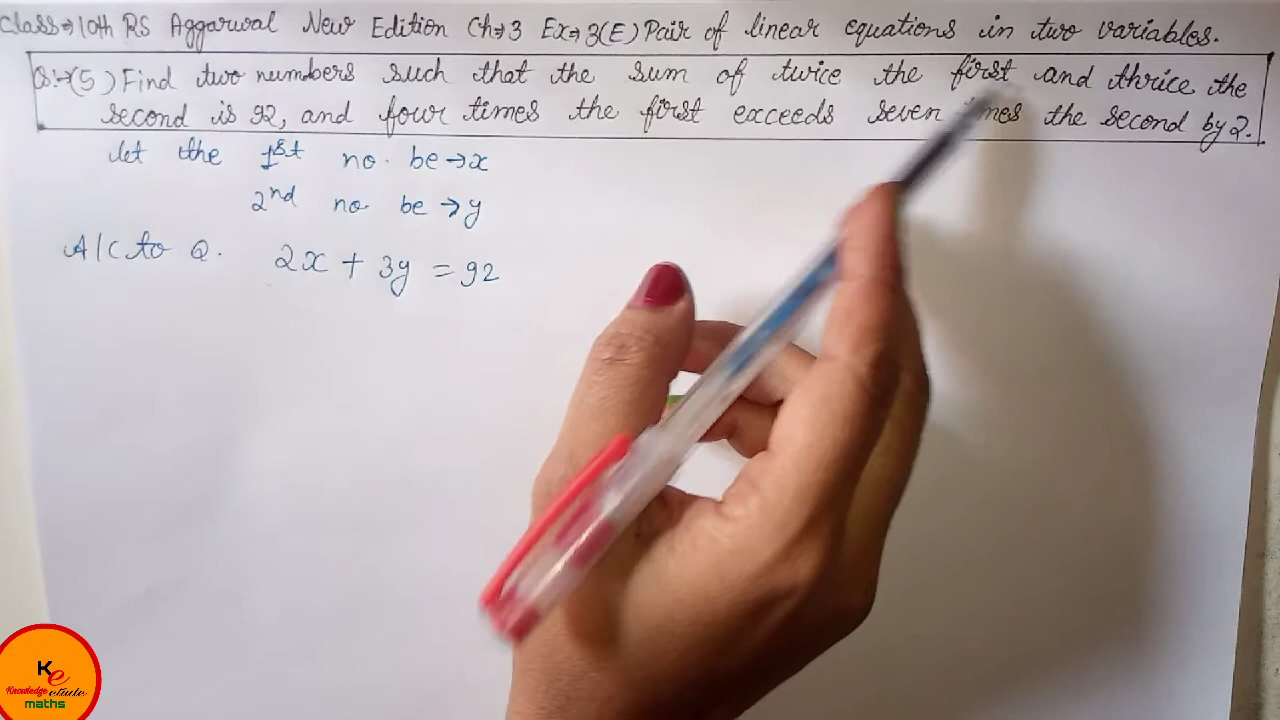 Class→10th RS Aggarwal New Edition Ch→3 Ex→3(E) Pair of linear equations in two variables.
Q:→(5) Find two numbers such that the sum of twice the first and thrice the
second is 92, and four times the first exceeds seven times the second by 2.
let the 1st no. be→x
2nd no be→y
A/C to Q. 2x + 3y = 92
Ke
Knowledge etude
maths